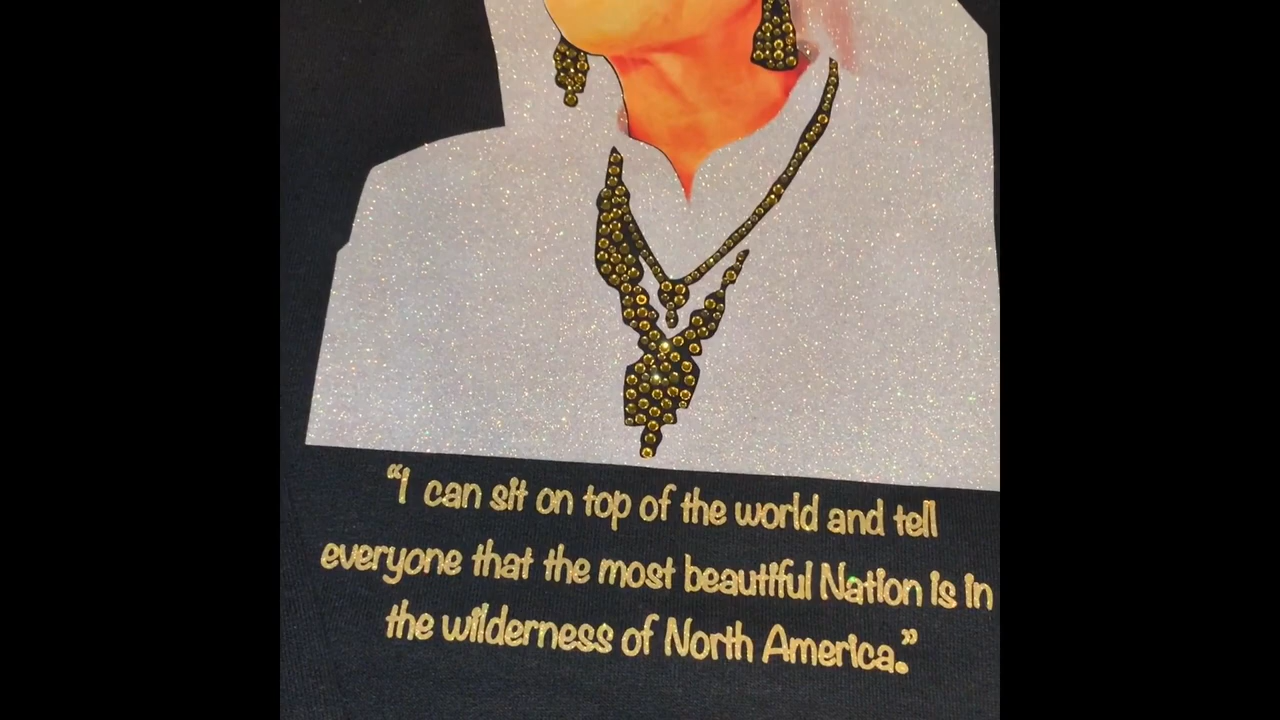 “I can sit on top of the world and tell
everyone that the most beautiful Nation is in
the wilderness of North America.”